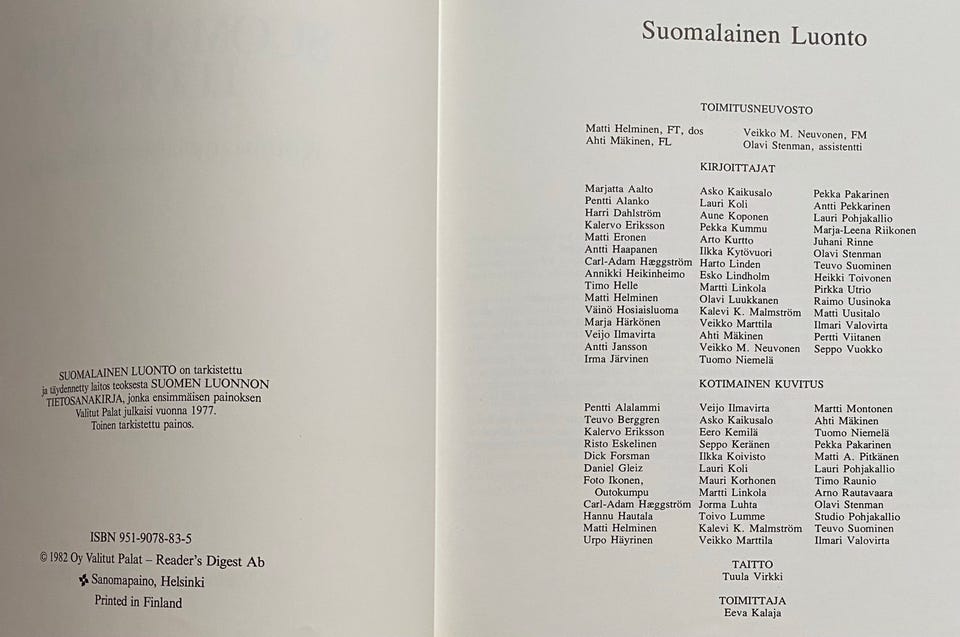 SUOMALAINEN LUONTO on tarkistettu
ja täydennetty laitos teoksesta SUOMEN LUONNON
TIETOSANAKIRJA, jonka ensimmäisen painoksen
Valitut Palat julkaisi vuonna 1977.
Toinen tarkistettu painos.
ISBN 951-9078-83-5
© 1982 Oy Valitut Palat – Reader's Digest Ab
Sanomapaino, Helsinki
Printed in Finland
Suomalainen Luonto
TOIMITUSNEUVOSTO
Matti Helminen, FT, dos
Ahti Mäkinen, FL
Veikko M. Neuvonen, FM
Olavi Stenman, assistentti
KIRJOITTAJAT
Marjatta Aalto
Pentti Alanko
Harri Dahlström
Kalervo Eriksson
Matti Eronen
Antti Haapanen
Carl-Adam Hæggström
Annikki Heikinheimo
Timo Helle
Matti Helminen
Väinö Hosiaisluoma
Marja Härkönen
Veijo Ilmavirta
Antti Jansson
Irma Järvinen
Asko Kaikusalo
Lauri Koli
Aune Koponen
Pekka Kummu
Arto Kurtto
Ilkka Kytövuori
Harto Linden
Esko Lindholm
Martti Linkola
Olavi Luukkanen
Kalevi K. Malmström
Veikko Marttila
Ahti Mäkinen
Veikko M. Neuvonen
Tuomo Niemelä
Pekka Pakarinen
Antti Pekkarinen
Lauri Pohjakallio
Marja-Leena Riikonen
Juhani Rinne
Olavi Stenman
Teuvo Suominen
Heikki Toivonen
Pirkka Utrio
Raimo Uusinoka
Matti Uusitalo
Ilmari Valovirta
Pertti Viitanen
Seppo Vuokko
KOTIMAINEN KUVITUS
Pentti Alalammi
Teuvo Berggren
Kalervo Eriksson
Risto Eskelinen
Dick Forsman
Daniel Gleiz
Foto Ikonen,
Outokumpu
Carl-Adam Hæggström
Hannu Hautala
Matti Helminen
Urpo Häyrinen
Veijo Ilmavirta
Asko Kaikusalo
Eero Kemilä
Seppo Keränen
Ilkka Koivisto
Lauri Koli
Mauri Korhonen
Martti Linkola
Jorma Luhta
Toivo Lumme
Kalevi K. Malmström
Veikko Marttila
Martti Montonen
Ahti Mäkinen
Tuomo Niemelä
Pekka Pakarinen
Matti A. Pitkänen
Lauri Pohjakallio
Timo Raunio
Arno Rautavaara
Olavi Stenman
Studio Pohjakallio
Teuvo Suominen
Ilmari Valovirta
TAITTO
Tuula Virkki
TOIMITTAJA
Eeva Kalaja